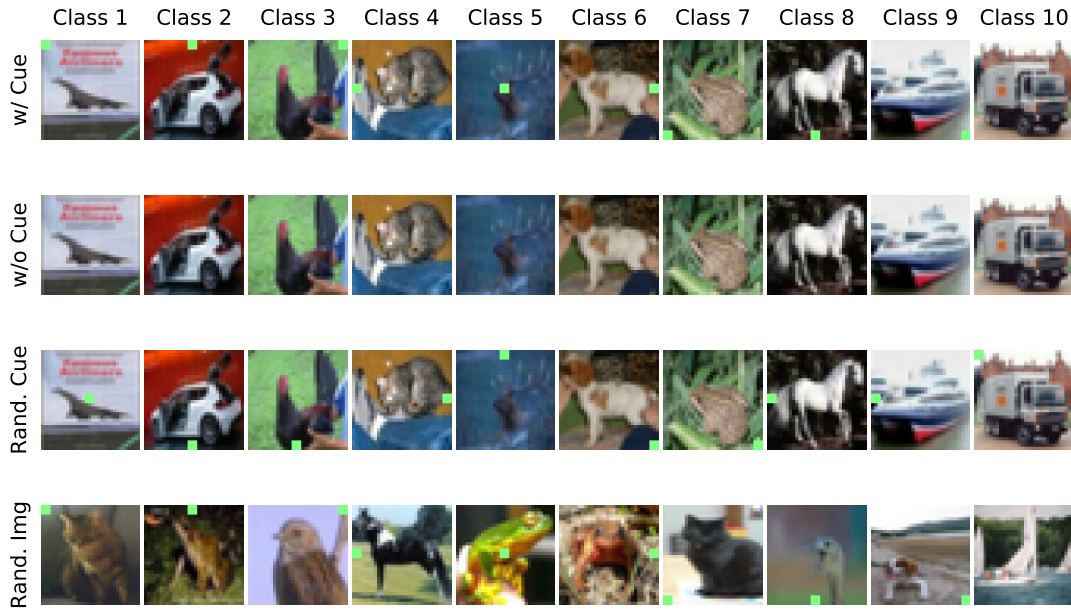 Class 1 Class 2 Class 3 Class 4 Class 5 Class 6 Class 7 Class 8 Class 9 Class 10
w/ Cue
w/o Cue
Rand. Cue
Rand. Img